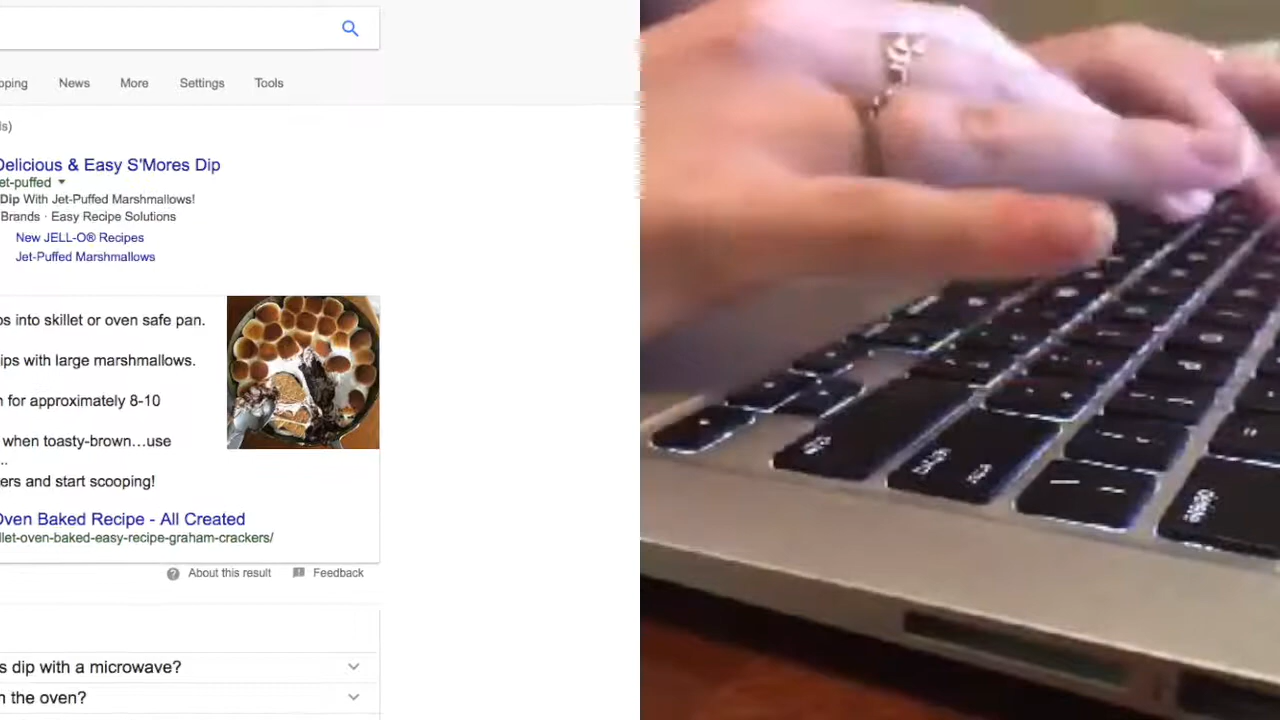 News More Settings Tools
Delicious & Easy S'Mores Dip
et-puffed
Dip With Jet-Puffed Marshmallows!
Brands · Easy Recipe Solutions
New JELL-O® Recipes
Jet-Puffed Marshmallows
into skillet or oven safe pan.
with large marshmallows.
for approximately 8-10
when toasty-brown…use
...
and start scooping!
Oven Baked Recipe - All Created
llet-oven-baked-easy-recipe-graham-crackers/
About this result Feedback
dip with a microwave?
the oven?